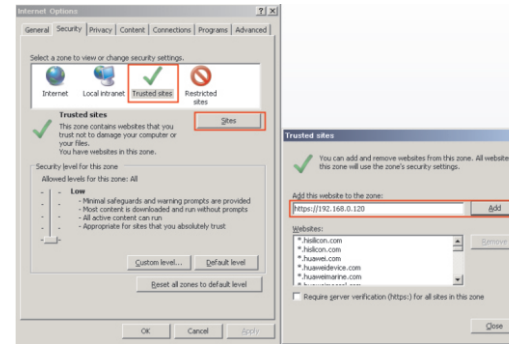 Internet Options
General Security Privacy Content Connections Programs Advanced
Select a zone to view or change security settings.
Internet Local intranet Trusted sites Restricted sites
Trusted sites
This zone contains websites that you
trust not to damage your computer or
your files.
You have websites in this zone.
Sites
Security level for this zone
Allowed levels for this zone: All
Low
- Minimal safeguards and warning prompts are provided
- Most content is downloaded and run without prompts
- All active content can run
- Appropriate for sites that you absolutely trust
Custom level... Default level
Reset all zones to default level
OK Cancel Apply
Trusted sites
You can add and remove websites from this zone. All website
this zone will use the zone's security settings.
Add this website to the zone:
https://192.168.0.120 Add
Websites:
*.hisilicon.com
*.hisilicon.com
*.huawei.com
*.huaweidevice.com
*.huaweimarine.com
Remove
Require server verification (https:) for all sites in this zone
Close